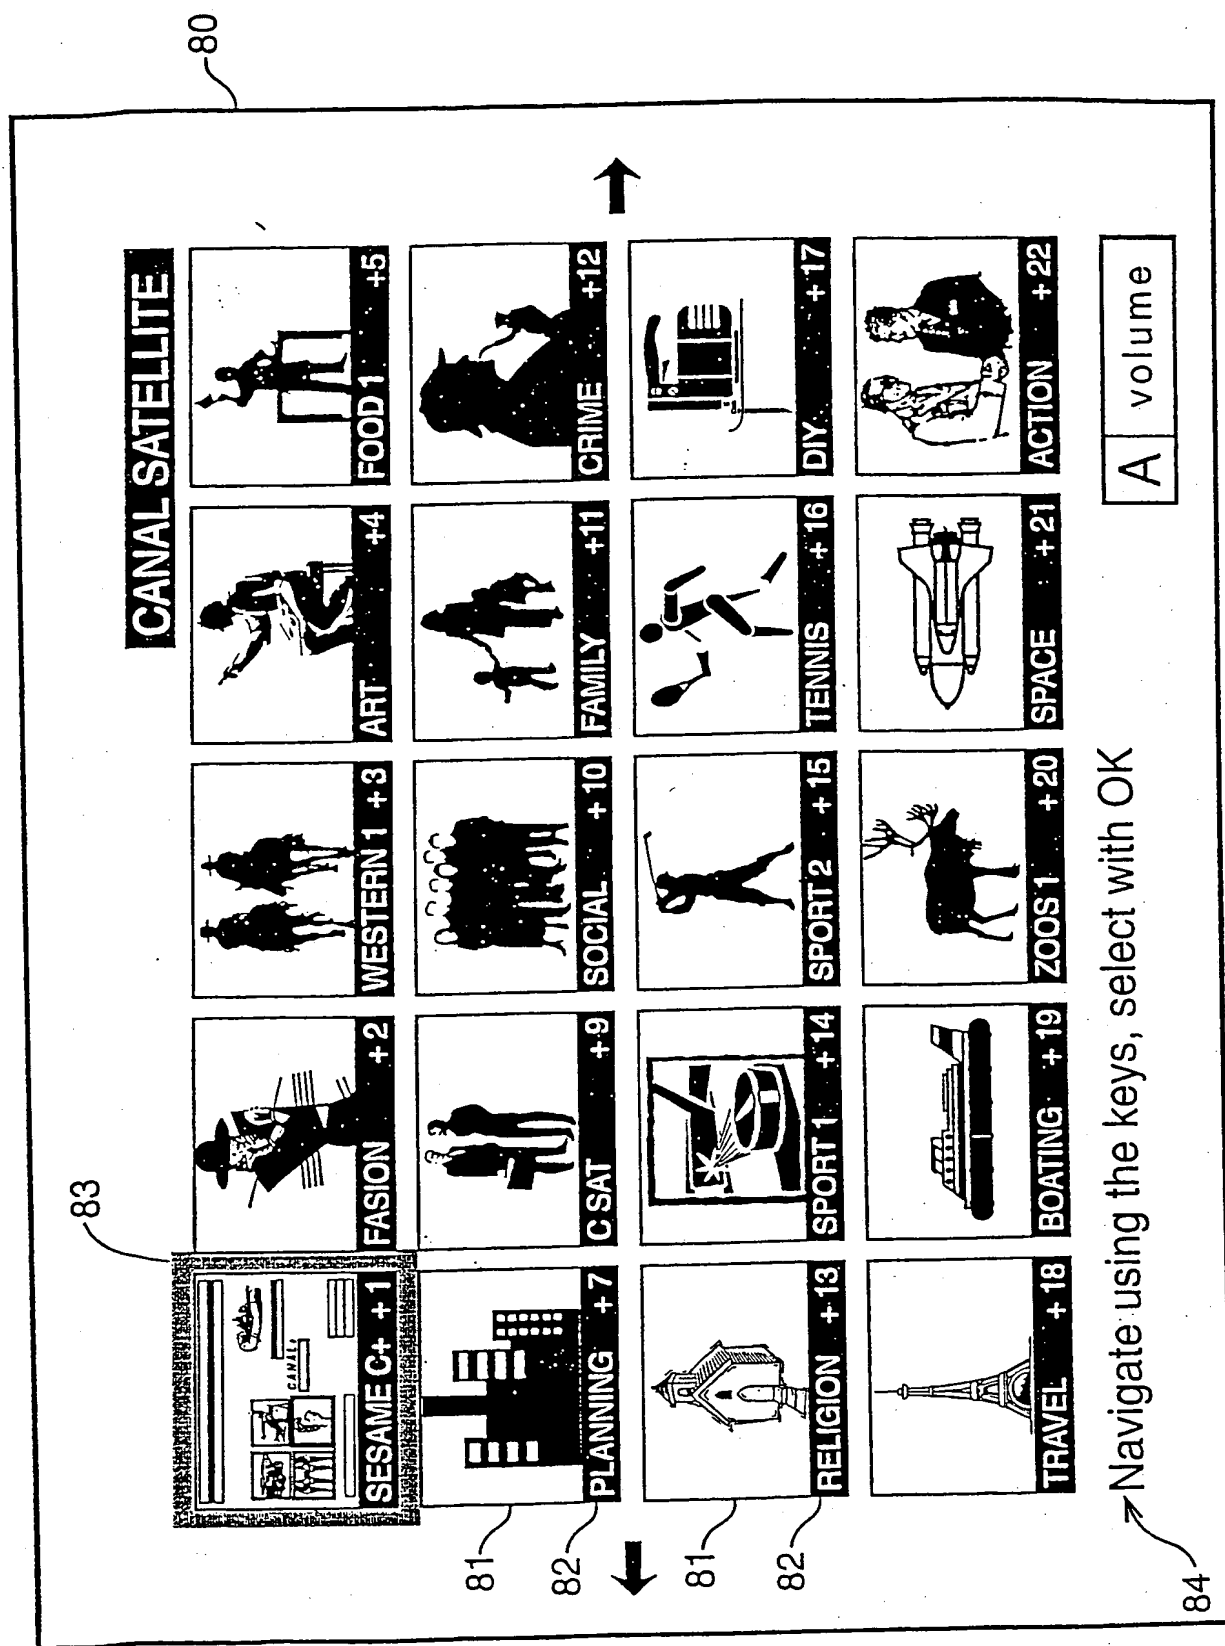 80
CANAL SATELLITE
83
SESAME C+ +1
FASION +2
WESTERN 1 +3
ART +4
FOOD 1 +5
CANAL+
81
PLANNING +7
C SAT +9
SOCIAL +10
FAMILY +11
CRIME +12
82
81
RELIGION +13
SPORT 1 +14
SPORT 2 +15
TENNIS +16
DIY. +17
82
TRAVEL +18
BOATING +19
ZOOS 1 +20
SPACE +21
ACTION +22
84
Navigate using the keys, select with OK
A volume